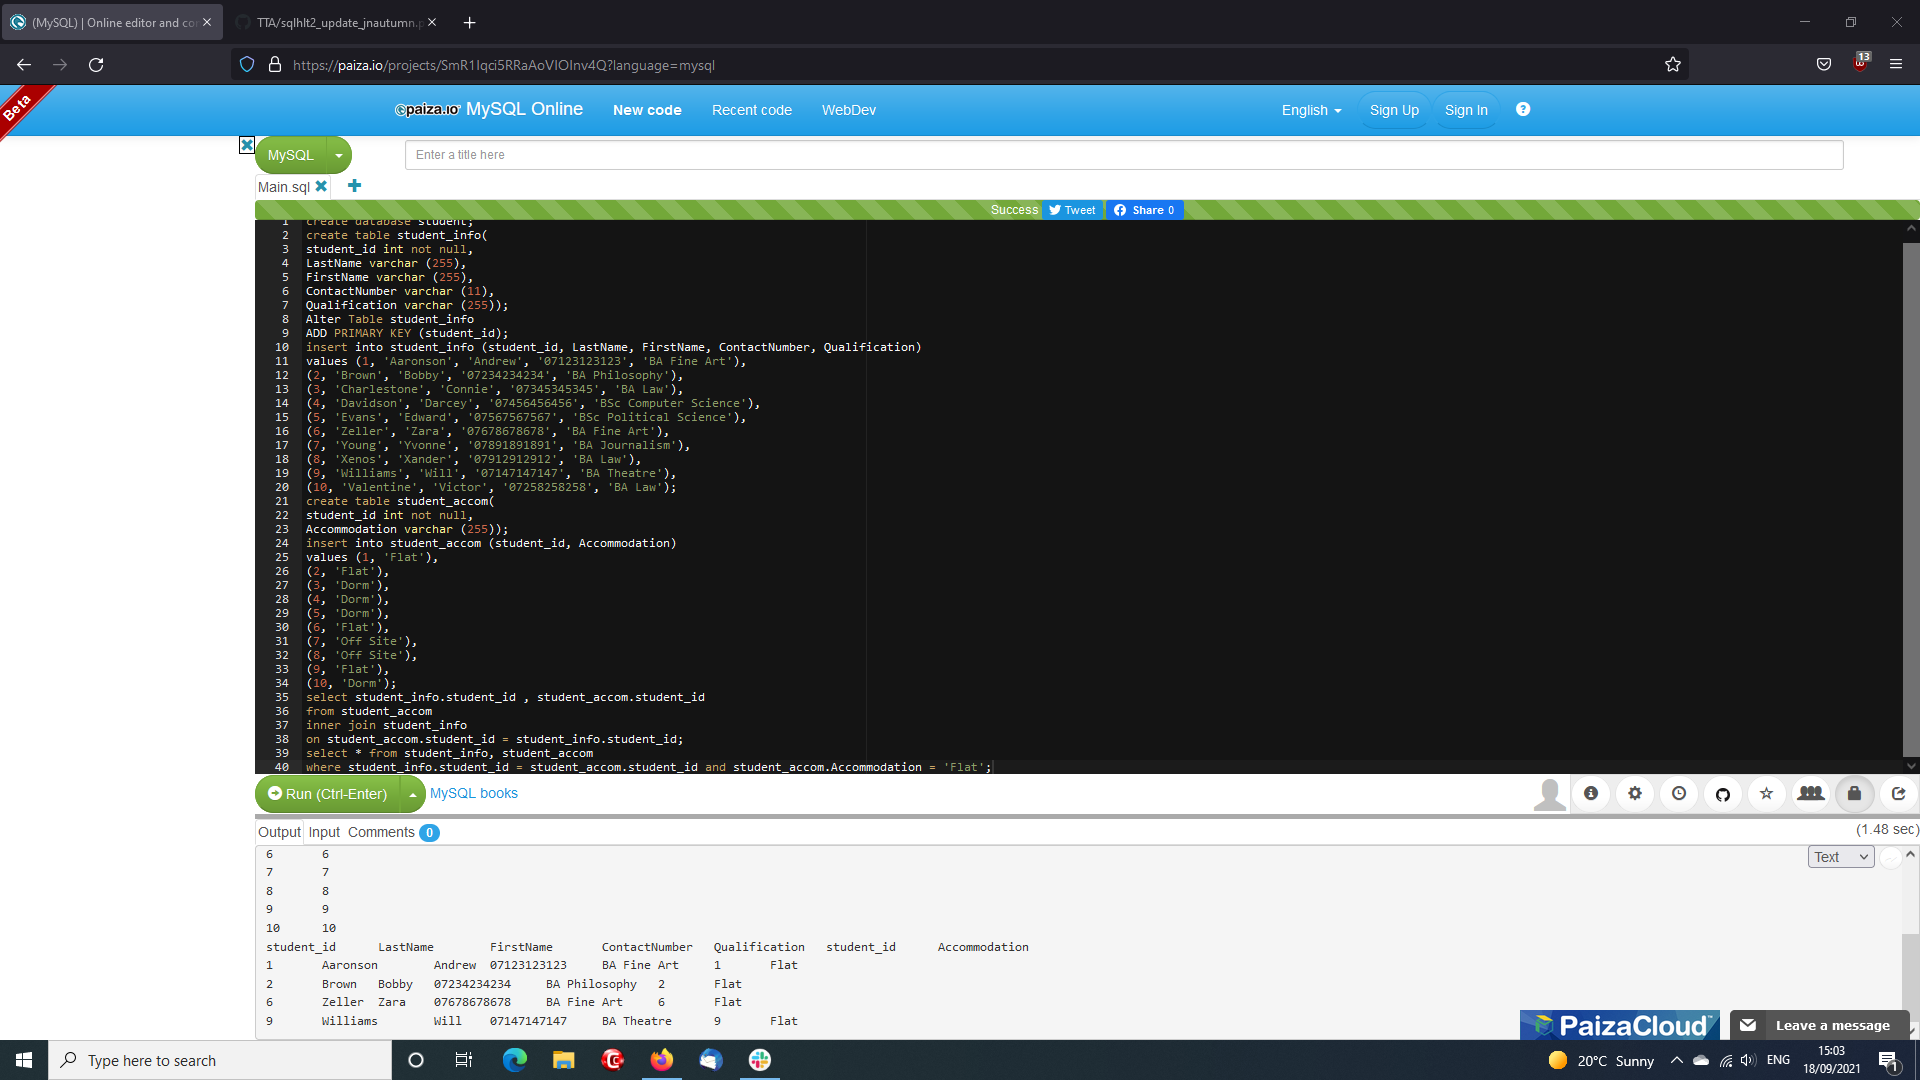 (MySQL) | Online editor and co
TTA/sqlhlt2_update_jnautumn.p
https://paiza.io/projects/SmR1Iqci5RRaAoVIOInv4Q?language=mysql
13
Beta
paiza.io MySQL Online
New code
Recent code
WebDev
English
Sign Up
Sign In
MySQL
Enter a title here
Main.sql
Success
Tweet
Share 0
1 create database student;
2 create table student_info(
3 student_id int not null,
4 LastName varchar (255),
5 FirstName varchar (255),
6 ContactNumber varchar (11),
7 Qualification varchar (255));
8 Alter Table student_info
9 ADD PRIMARY KEY (student_id);
10 insert into student_info (student_id, LastName, FirstName, ContactNumber, Qualification)
11 values (1, 'Aaronson', 'Andrew', '07123123123', 'BA Fine Art'),
12 (2, 'Brown', 'Bobby', '07234234234', 'BA Philosophy'),
13 (3, 'Charlestone', 'Connie', '07345345345', 'BA Law'),
14 (4, 'Davidson', 'Darcey', '07456456456', 'BSc Computer Science'),
15 (5, 'Evans', 'Edward', '07567567567', 'BSc Political Science'),
16 (6, 'Zeller', 'Zara', '07678678678', 'BA Fine Art'),
17 (7, 'Young', 'Yvonne', '07891891891', 'BA Journalism'),
18 (8, 'Xenos', 'Xander', '07912912912', 'BA Law'),
19 (9, 'Williams', 'Will', '07147147147', 'BA Theatre'),
20 (10, 'Valentine', 'Victor', '07258258258', 'BA Law');
21 create table student_accom(
22 student_id int not null,
23 Accommodation varchar (255));
24 insert into student_accom (student_id, Accommodation)
25 values (1, 'Flat'),
26 (2, 'Flat'),
27 (3, 'Dorm'),
28 (4, 'Dorm'),
29 (5, 'Dorm'),
30 (6, 'Flat'),
31 (7, 'Off Site'),
32 (8, 'Off Site'),
33 (9, 'Flat'),
34 (10, 'Dorm');
35 select student_info.student_id , student_accom.student_id
36 from student_accom
37 inner join student_info
38 on student_accom.student_id = student_info.student_id;
39 select * from student_info, student_accom
40 where student_info.student_id = student_accom.student_id and student_accom.Accommodation = 'Flat';
Run (Ctrl-Enter)
MySQL books
Output Input Comments 0
(1.48 sec)
Text
6 6
7 7
8 8
9 9
10 10
student_id LastName FirstName ContactNumber Qualification student_id Accommodation
1 Aaronson Andrew 07123123123 BA Fine Art 1 Flat
2 Brown Bobby 07234234234 BA Philosophy 2 Flat
6 Zeller Zara 07678678678 BA Fine Art 6 Flat
9 Williams Will 07147147147 BA Theatre 9 Flat
PaizaCloud
Leave a message
Type here to search
20°C Sunny
ENG
15:03
18/09/2021
1